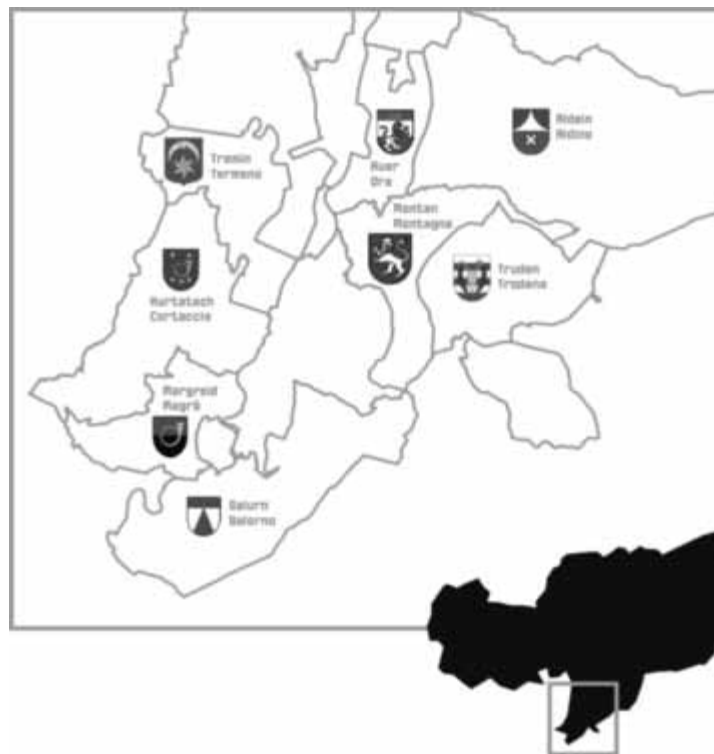 Auer
Ora
Aldein
Aldino
Tramin
Termeno
Montan
Montagna
Truden
Trodena
Kurtatsch
Cortaccia
Margreid
Magrè
Salurn
Salorno